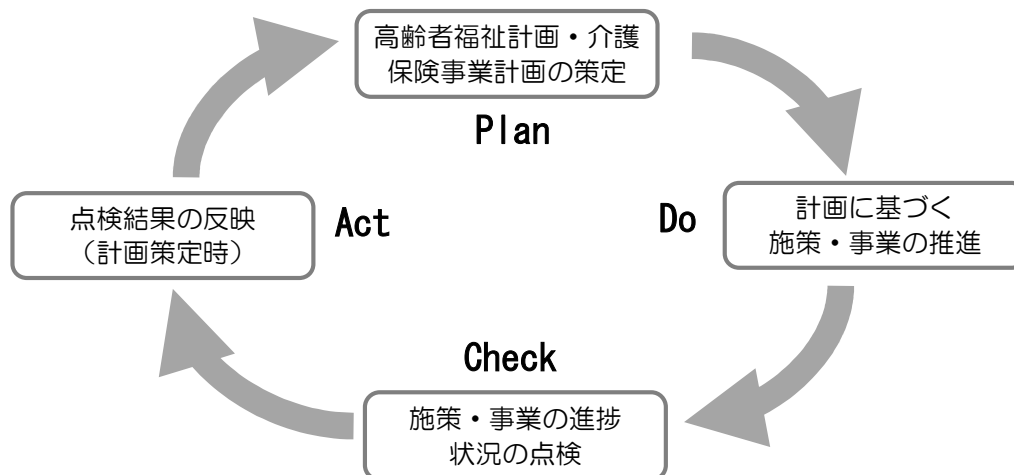 高齢者福祉計画・介護
保険事業計画の策定
Plan
計画に基づく
施策・事業の推進
Do
Check
施策・事業の進捗
状況の点検
点検結果の反映
（計画策定時）
Act